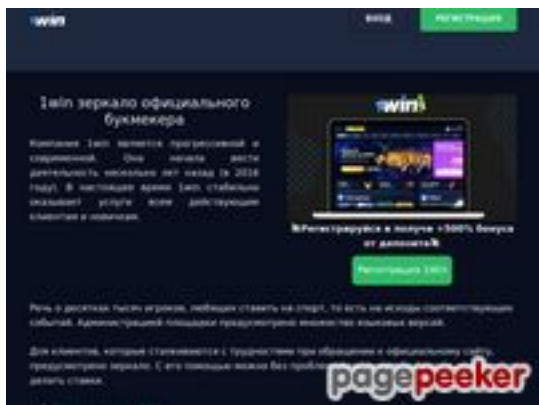 1win
ВХОД
РЕГИСТРАЦИЯ
1win зеркало официального
букмекера
1win
Компания 1win является прогрессивной и
современной. Она начала вести
деятельность несколько лет назад (в 2016
году). В настоящее время 1win стабильно
оказывает услуги всем действующим
клиентам и новичкам.
Регистрируйся и получи +500% бонуса
от депозита
Регистрация 1win
Речь о десятках тысяч игроков, любящих ставить на спорт, то есть на исходы соответствующих
событий. Администрацией площадки предусмотрено множество языковых версий.
Для клиентов, которые сталкиваются с трудностями при обращении к официальному сайту,
предусмотрено зеркало. С его помощью можно без пробл
делать ставки.
pagepeeker